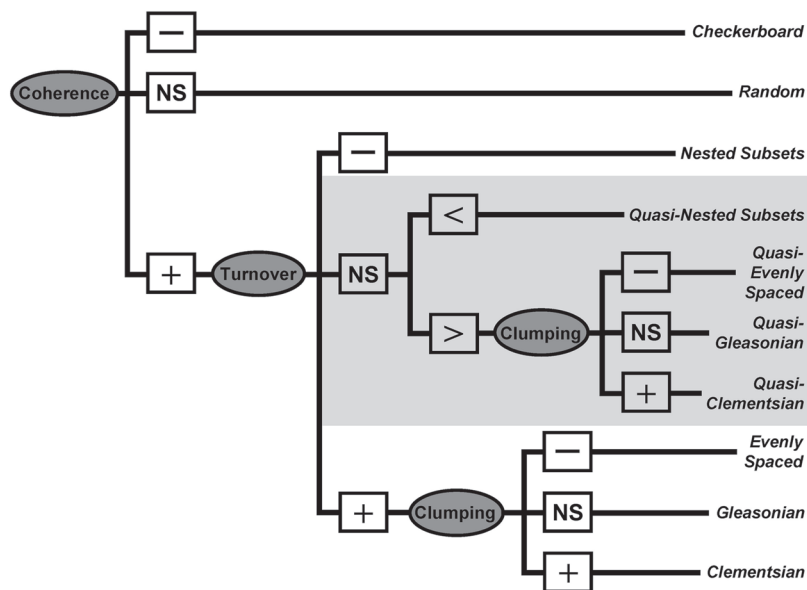 −
Checkerboard
Coherence
NS
Random
−
Nested Subsets
<
Quasi-Nested Subsets
+
Turnover
NS
−
Quasi-
Evenly
Spaced
>
Clumping
NS
Quasi-
Gleasonian
+
Quasi-
Clementsian
−
Evenly
Spaced
+
Clumping
NS
Gleasonian
+
Clementsian